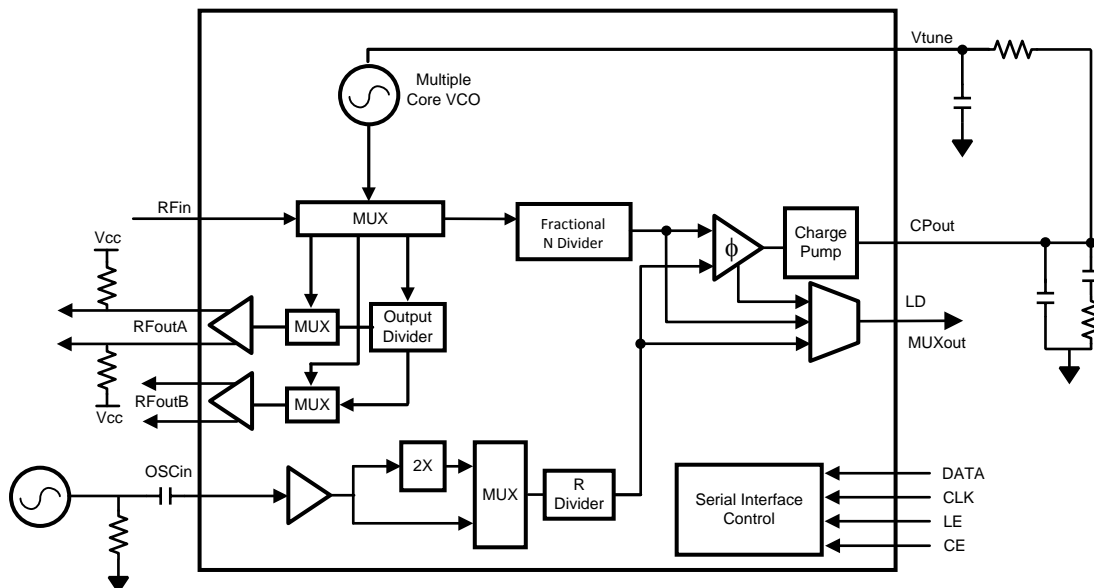 Vtune
Multiple
Core VCO
RFin
MUX
Fractional
N Divider
ϕ
Charge
Pump
CPout
Vcc
RFoutA
MUX
Output
Divider
LD
MUXout
Vcc
RFoutB
MUX
OSCin
2X
MUX
R
Divider
Serial Interface
Control
DATA
CLK
LE
CE